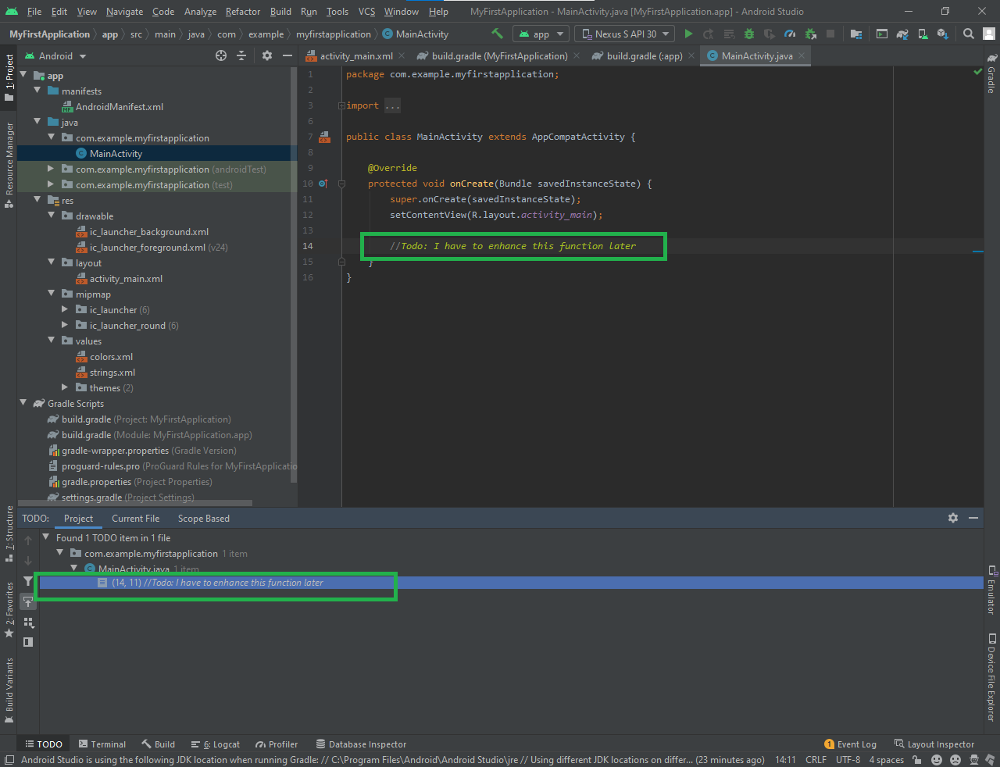 File Edit View Navigate Code Analyze Refactor Build Run Tools VCS Window Help MyFirstApplication - MainActivity.java [MyFirstApplication.app] - Android Studio
MyFirstApplication app src main java com example myfirstapplication MainActivity app Nexus S API 30
1: Project
Resource Manager
7: Structure
2: Favorites
Build Variants
Android
app
manifests
AndroidManifest.xml
java
com.example.myfirstapplication
MainActivity
com.example.myfirstapplication (androidTest)
com.example.myfirstapplication (test)
res
drawable
ic_launcher_background.xml
ic_launcher_foreground.xml (v24)
layout
activity_main.xml
mipmap
ic_launcher (6)
ic_launcher_round (6)
values
colors.xml
strings.xml
themes (2)
Gradle Scripts
build.gradle (Project: MyFirstApplication)
build.gradle (Module: MyFirstApplication.app)
gradle-wrapper.properties (Gradle Version)
proguard-rules.pro (ProGuard Rules for MyFirstApplicatio
gradle.properties (Project Properties)
settings.gradle (Project Settings)
activity_main.xml build.gradle (MyFirstApplication) build.gradle (:app) MainActivity.java
1 package com.example.myfirstapplication;
2
3 import ...
6
7 public class MainActivity extends AppCompatActivity {
8
9 @Override
10 protected void onCreate(Bundle savedInstanceState) {
11 super.onCreate(savedInstanceState);
12 setContentView(R.layout.activity_main);
13
14 //Todo: I have to enhance this function later
15 }
16 }
Gradle
Emulator
Device File Explorer
TODO: Project Current File Scope Based
Found 1 TODO item in 1 file
com.example.myfirstapplication 1 item
MainActivity.java 1 item
(14, 11) //Todo: I have to enhance this function later
TODO Terminal Build 6: Logcat Profiler Database Inspector 1 Event Log Layout Inspector
Android Studio is using the following JDK location when running Gradle: // C:\Program Files\Android\Android Studio\jre // Using different JDK locations on differ... (23 minutes ago) 14:11 CRLF UTF-8 4 spaces